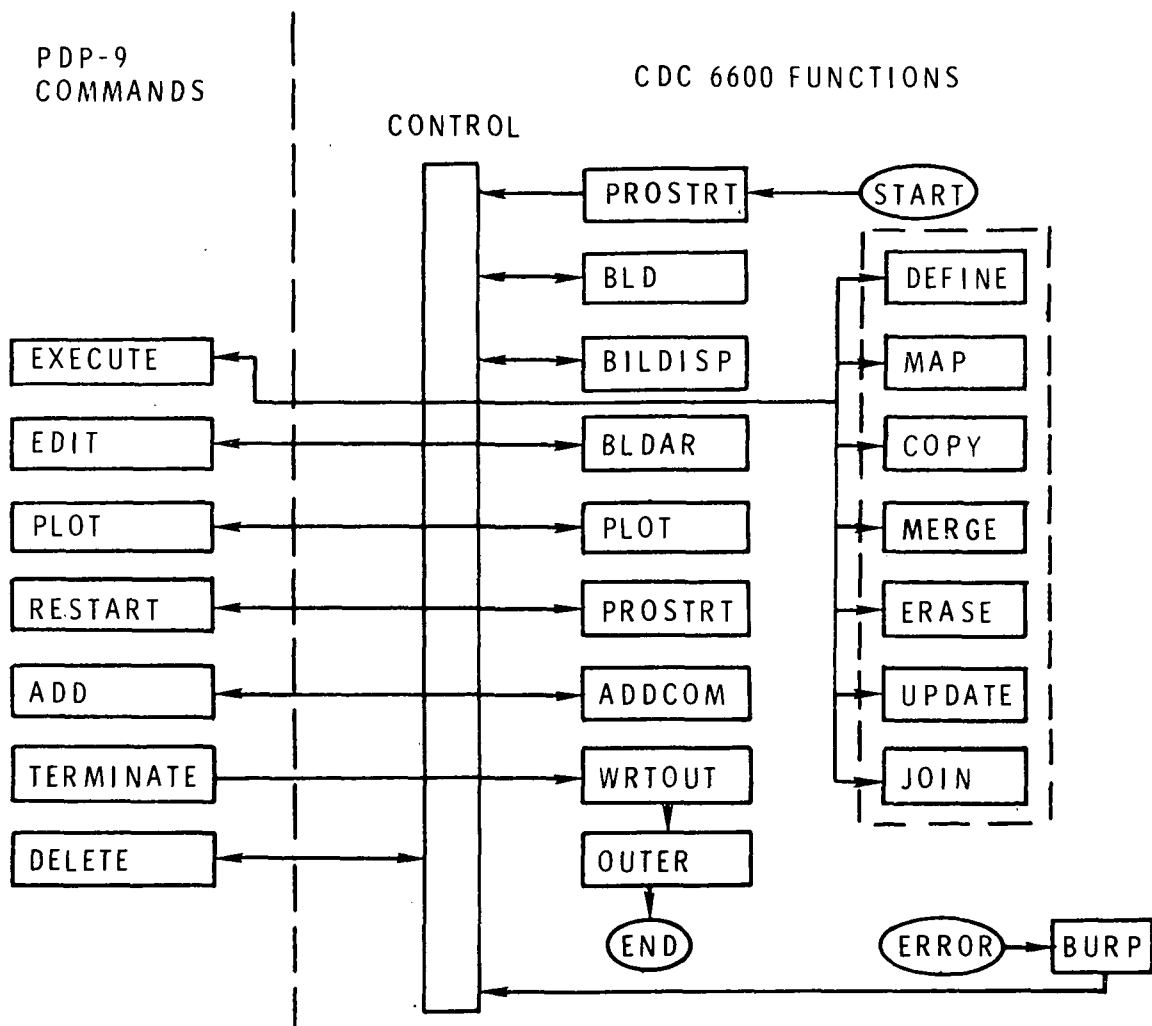 PDP-9
COMMANDS
CDC 6600 FUNCTIONS
CONTROL
PROSTRT
START
BLD
DEFINE
EXECUTE
BILDISP
MAP
EDIT
BLDAR
COPY
PLOT
PLOT
MERGE
RESTART
PROSTRT
ERASE
ADD
ADDCOM
UPDATE
TERMINATE
WRTOUT
JOIN
DELETE
OUTER
END
ERROR
BURP